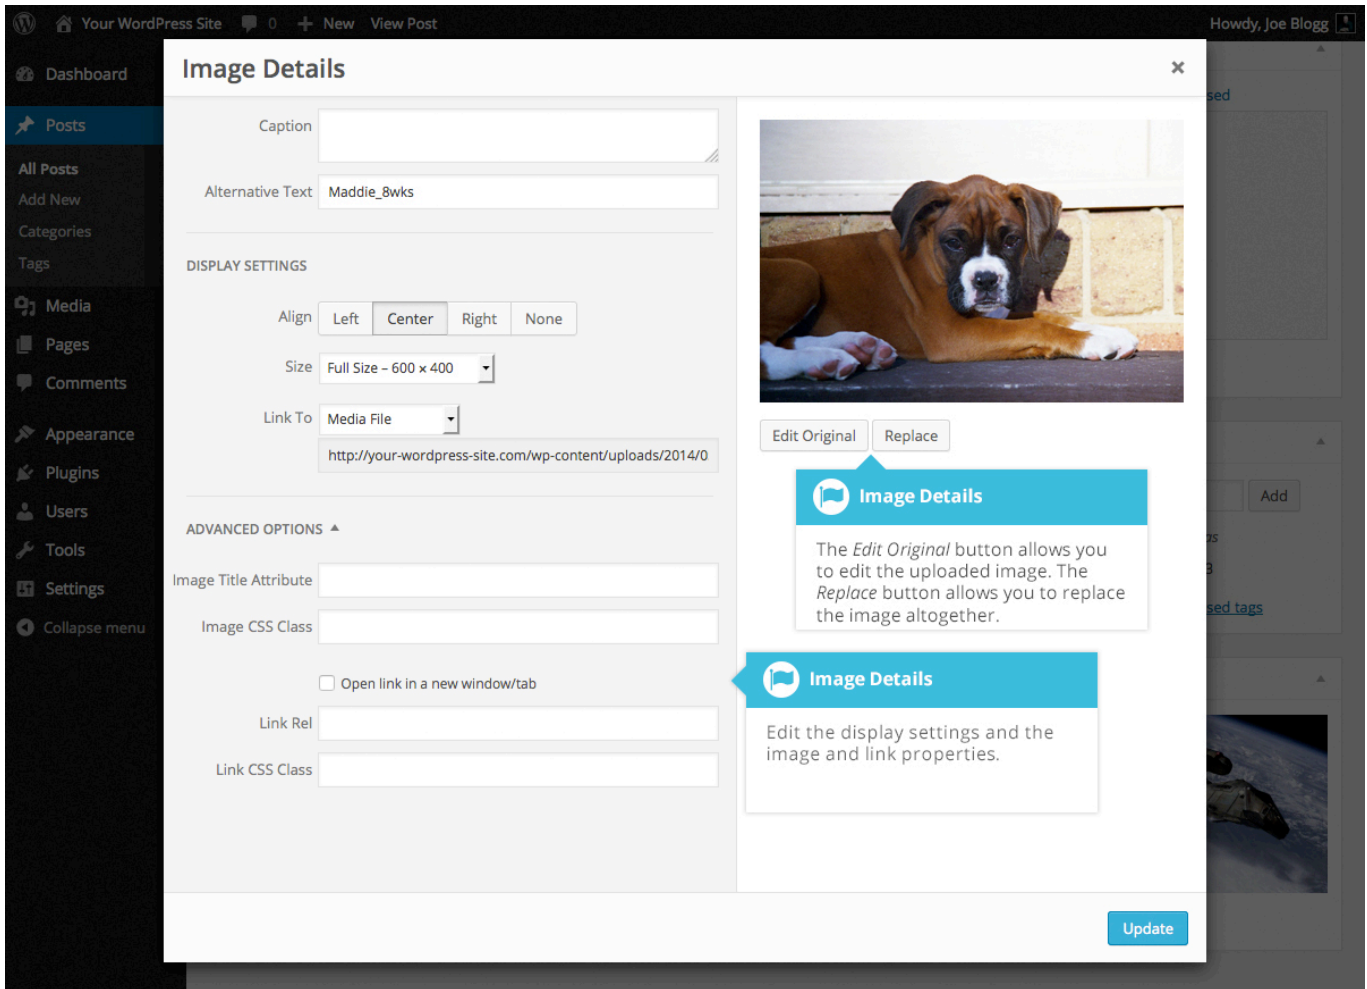 Your WordPress Site 0 + New View Post
Howdy, Joe Blogg
Dashboard
Posts
All Posts
Add New
Categories
Tags
Media
Pages
Comments
Appearance
Plugins
Users
Tools
Settings
Collapse menu
Image Details
×
Caption
Alternative Text Maddie_8wks
DISPLAY SETTINGS
Align Left Center Right None
Size Full Size – 600 × 400
Link To Media File
http://your-wordpress-site.com/wp-content/uploads/2014/0
ADVANCED OPTIONS
Image Title Attribute
Image CSS Class
Open link in a new window/tab
Link Rel
Link CSS Class
Edit Original Replace
Image Details
The Edit Original button allows you
to edit the uploaded image. The
Replace button allows you to replace
the image altogether.
Image Details
Edit the display settings and the
image and link properties.
Update
sed
Add
as
3
sed tags